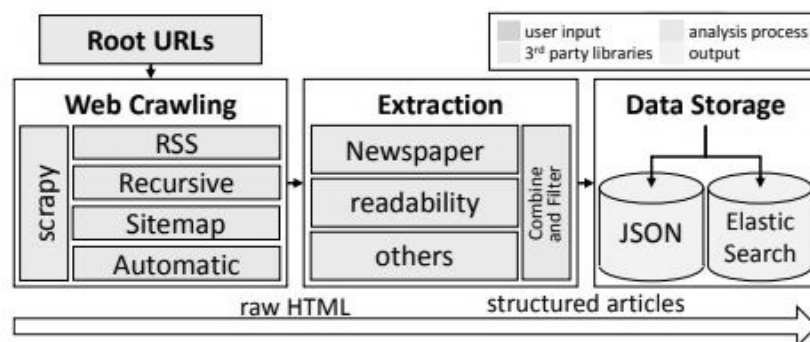 Root URLs
user input
analysis process
3rd party libraries
output
Web Crawling
scrapy
RSS
Recursive
Sitemap
Automatic
Extraction
Newspaper
readability
others
Combine
and Filter
Data Storage
JSON
Elastic
Search
raw HTML
structured articles